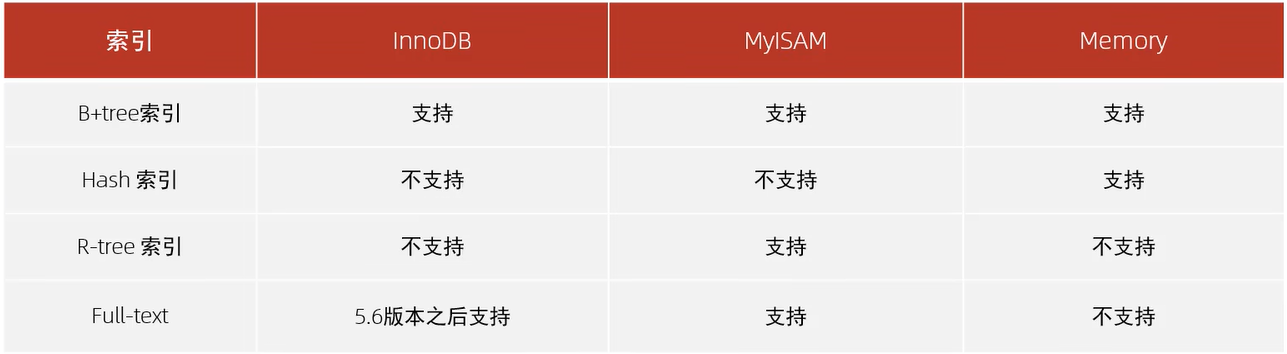 索引 InnoDB MyISAM Memory
B+tree索引 支持 支持 支持
Hash 索引 不支持 不支持 支持
R-tree 索引 不支持 支持 不支持
Full-text 5.6版本之后支持 支持 不支持